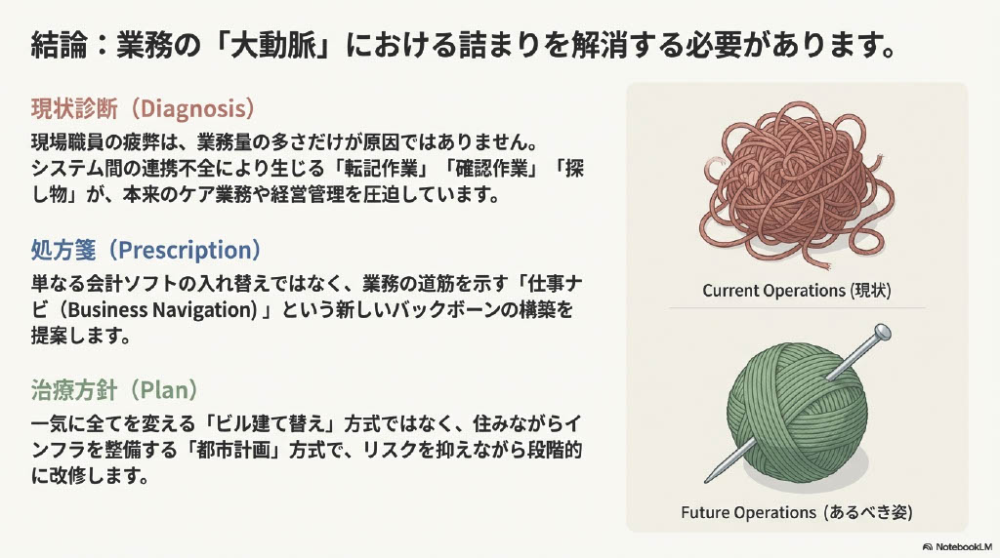 結論：業務の「大動脈」における詰まりを解消する必要があります。
現状診断（Diagnosis）
現場職員の疲弊は、業務量の多さだけが原因ではありません。
システム間の連携不全により生じる「転記作業」「確認作業」「探
し物」が、本来のケア業務や経営管理を圧迫しています。
処方箋（Prescription）
単なる会計ソフトの入れ替えではなく、業務の道筋を示す「仕事ナ
ビ（Business Navigation）」という新しいバックボーンの構築を
提案します。
治療方針（Plan）
一気に全てを変える「ビル建て替え」方式ではなく、住みながらイ
ンフラを整備する「都市計画」方式で、リスクを抑えながら段階的
に改修します。
Current Operations (現状)
Future Operations (あるべき姿)
NotebookLM